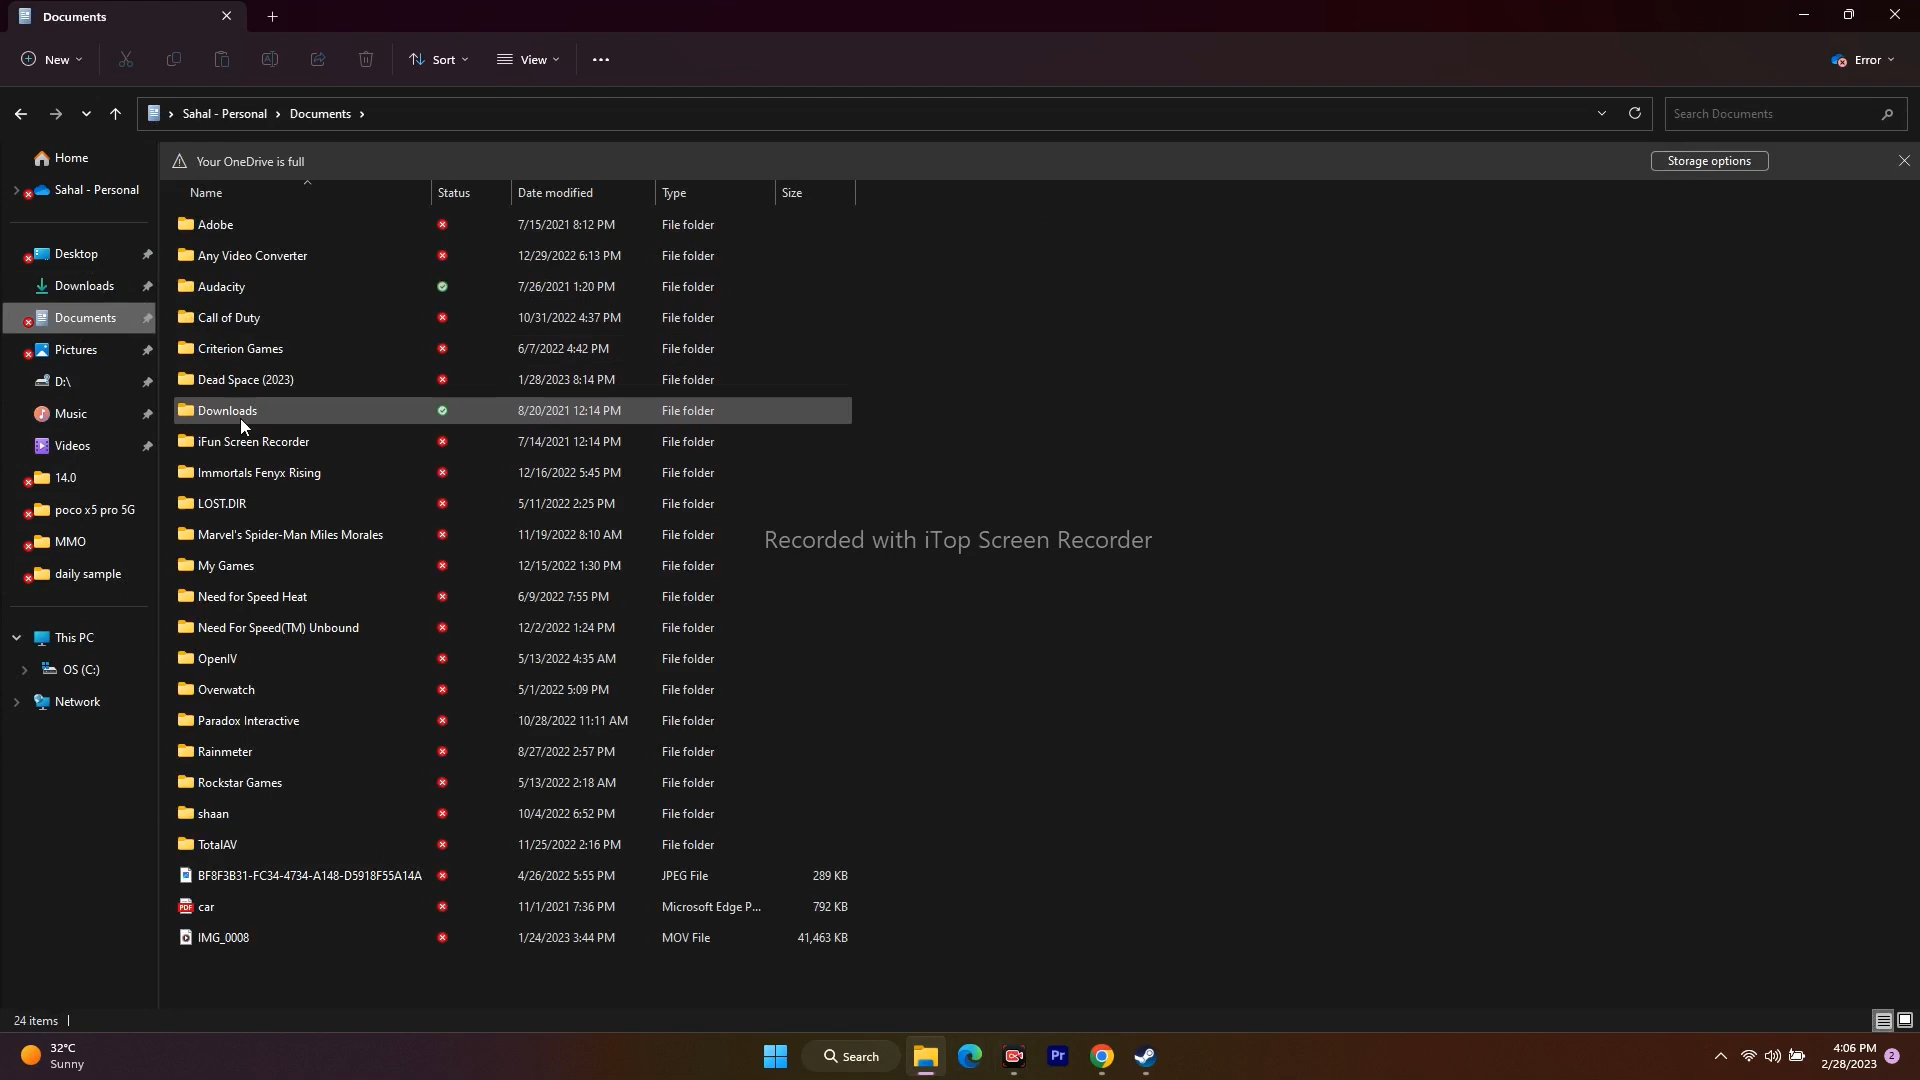 Documents
New
Sort
View
Error
Sahal - Personal > Documents >
Search Documents
Your OneDrive is full
Storage options
Home
Sahal - Personal
Desktop
Downloads
Documents
Pictures
D:\
Music
Videos
14.0
poco x5 pro 5G
MMO
daily sample
This PC
OS (C:)
Network
Name Status Date modified Type Size
Adobe 7/15/2021 8:12 PM File folder
Any Video Converter 12/29/2022 6:13 PM File folder
Audacity 7/26/2021 1:20 PM File folder
Call of Duty 10/31/2022 4:37 PM File folder
Criterion Games 6/7/2022 4:42 PM File folder
Dead Space (2023) 1/28/2023 8:14 PM File folder
Downloads 8/20/2021 12:14 PM File folder
iFun Screen Recorder 7/14/2021 12:14 PM File folder
Immortals Fenyx Rising 12/16/2022 5:45 PM File folder
LOST.DIR 5/11/2022 2:25 PM File folder
Marvel's Spider-Man Miles Morales 11/19/2022 8:10 AM File folder
My Games 12/15/2022 1:30 PM File folder
Need for Speed Heat 6/9/2022 7:55 PM File folder
Need For Speed(TM) Unbound 12/2/2022 1:24 PM File folder
OpenIV 5/13/2022 4:35 AM File folder
Overwatch 5/1/2022 5:09 PM File folder
Paradox Interactive 10/28/2022 11:11 AM File folder
Rainmeter 8/27/2022 2:57 PM File folder
Rockstar Games 5/13/2022 2:18 AM File folder
shaan 10/4/2022 6:52 PM File folder
TotalAV 11/25/2022 2:16 PM File folder
BF8F3B31-FC34-4734-A148-D5918F55A14A 4/26/2022 5:55 PM JPEG File 289 KB
car 11/1/2021 7:36 PM Microsoft Edge P... 792 KB
IMG_0008 1/24/2023 3:44 PM MOV File 41,463 KB
Recorded with iTop Screen Recorder
24 items
32°C
Sunny
Search
Pr
4:06 PM
2/28/2023
2